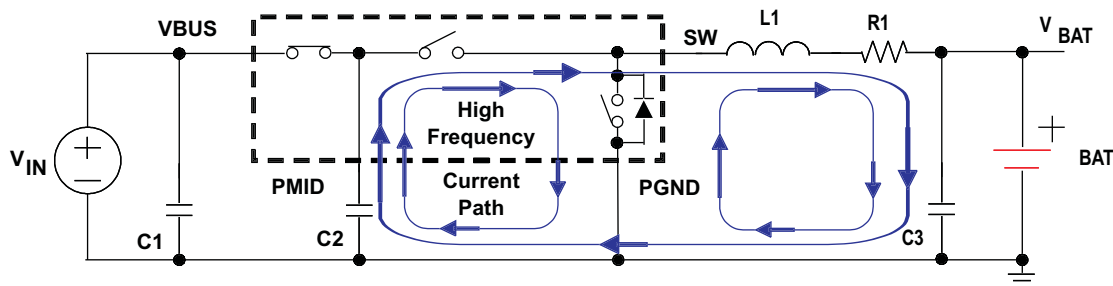 VBUS
SW
L1
R1
V BAT
High
Frequency
Current
Path
+
−
V IN
PMID
PGND
+
BAT
C1
C2
C3